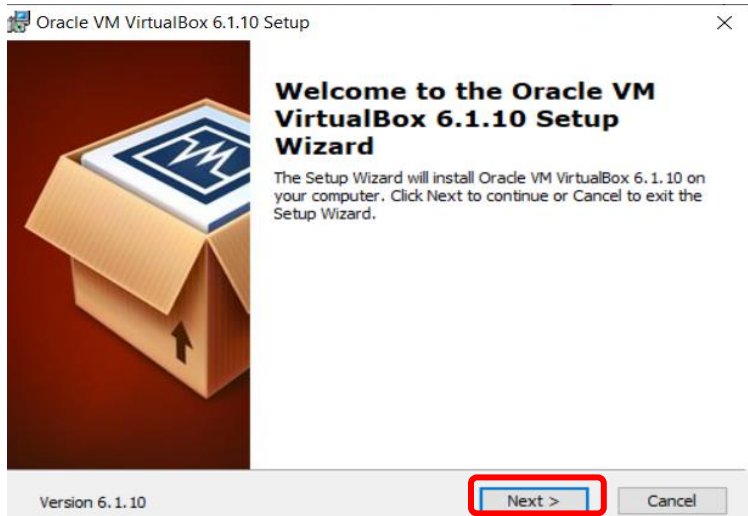 Oracle VM VirtualBox 6.1.10 Setup
Welcome to the Oracle VM
VirtualBox 6.1.10 Setup
Wizard
The Setup Wizard will install Oracle VM VirtualBox 6.1.10 on
your computer. Click Next to continue or Cancel to exit the
Setup Wizard.
Version 6.1.10
Next >
Cancel